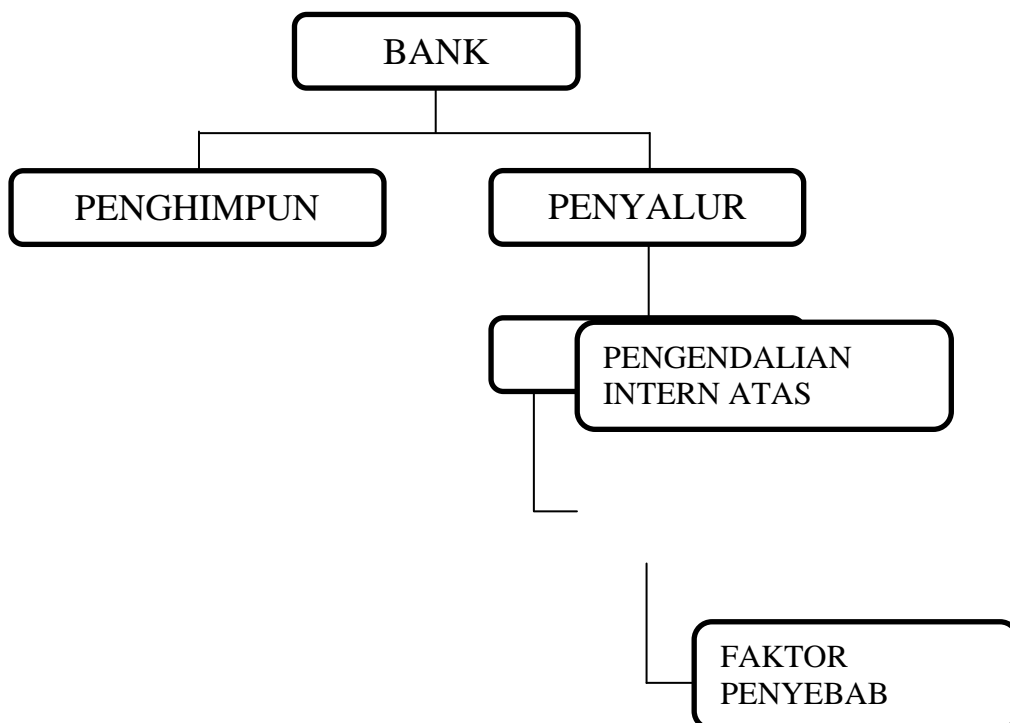 BANK
PENGHIMPUN
PENYALUR
PENGENDALIAN
INTERN ATAS
FAKTOR
PENYEBAB